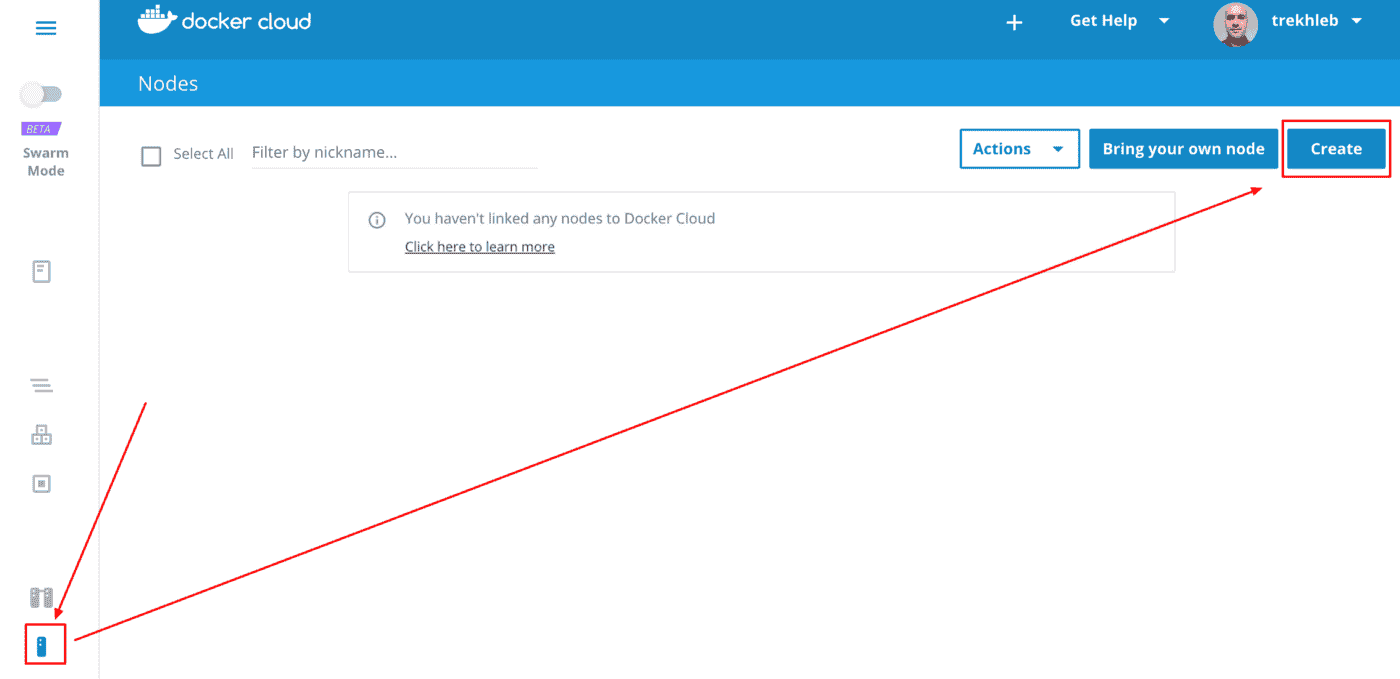 docker cloud
Get Help
trekhleb
Nodes
BETA
Swarm
Mode
Select All
Filter by nickname...
Actions
Bring your own node
Create
You haven't linked any nodes to Docker Cloud
Click here to learn more